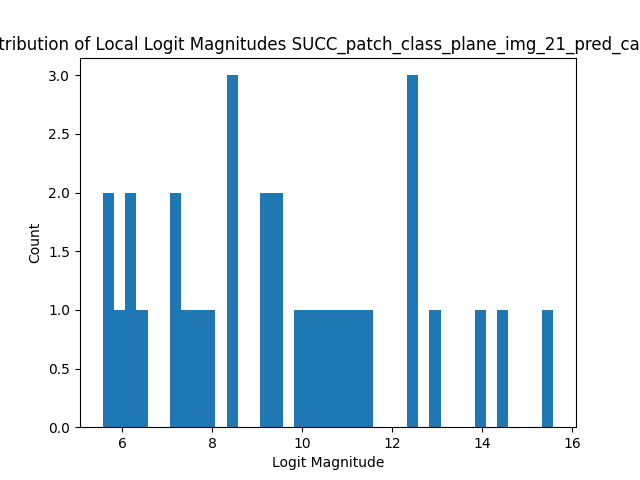 tribution of Local Logit Magnitudes SUCC_patch_class_plane_img_21_pred_ca
3.0
2.5
2.0
1.5
1.0
0.5
0.0
Count
6 8 10 12 14 16
Logit Magnitude